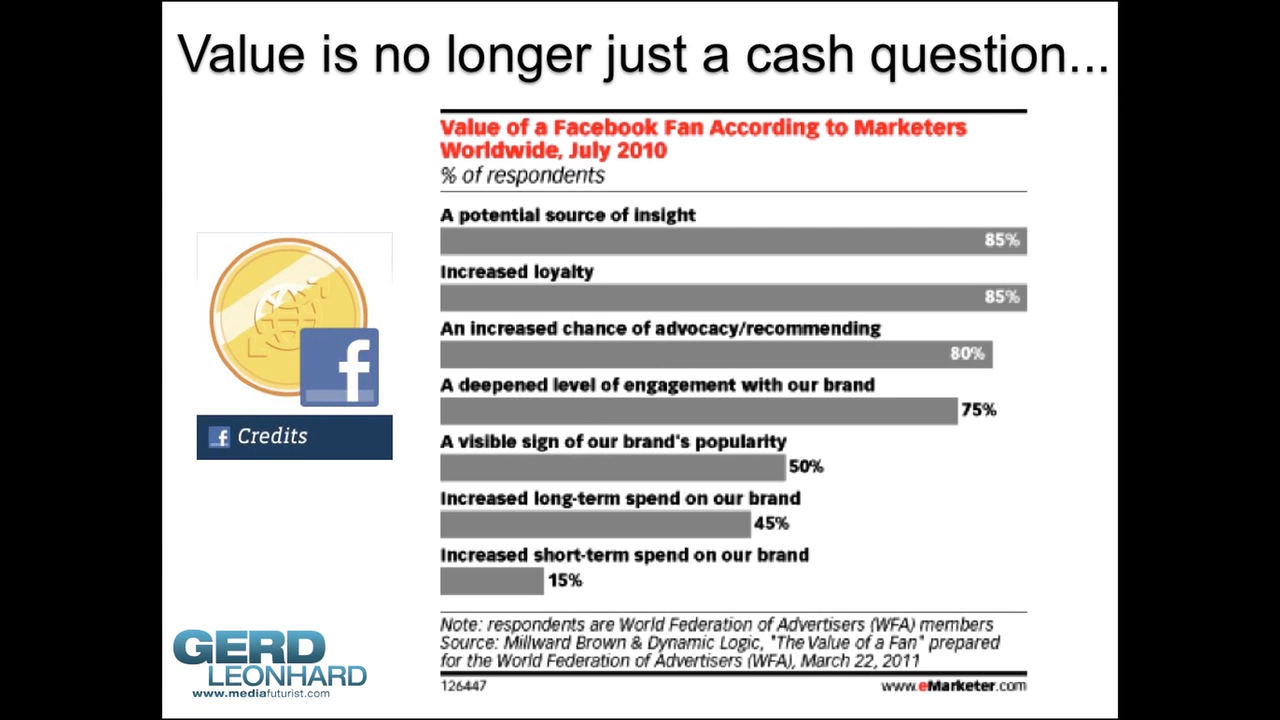 Value is no longer just a cash question...
Value of a Facebook Fan According to Marketers
Worldwide, July 2010
% of respondents
A potential source of insight
85%
Increased loyalty
85%
An increased chance of advocacy/recommending
80%
A deepened level of engagement with our brand
75%
A visible sign of our brand's popularity
50%
Increased long-term spend on our brand
45%
Increased short-term spend on our brand
15%
Note: respondents are World Federation of Advertisers (WFA) members
Source: Millward Brown & Dynamic Logic, "The Value of a Fan" prepared
for the World Federation of Advertisers (WFA), March 22, 2011
126447 www.eMarketer.com
f
f Credits
GERD
LEONHARD
www.mediafuturist.com